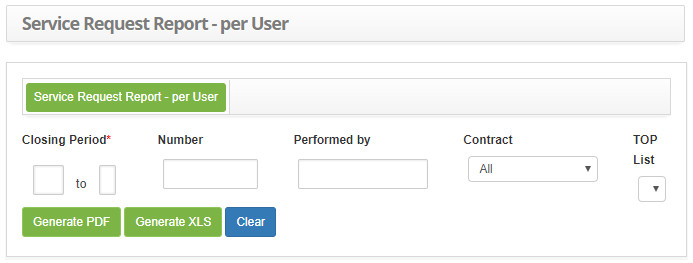 Service Request Report - per User
Service Request Report - per User
Closing Period*
Number
Performed by
Contract
TOP
List
to
All
Generate PDF
Generate XLS
Clear